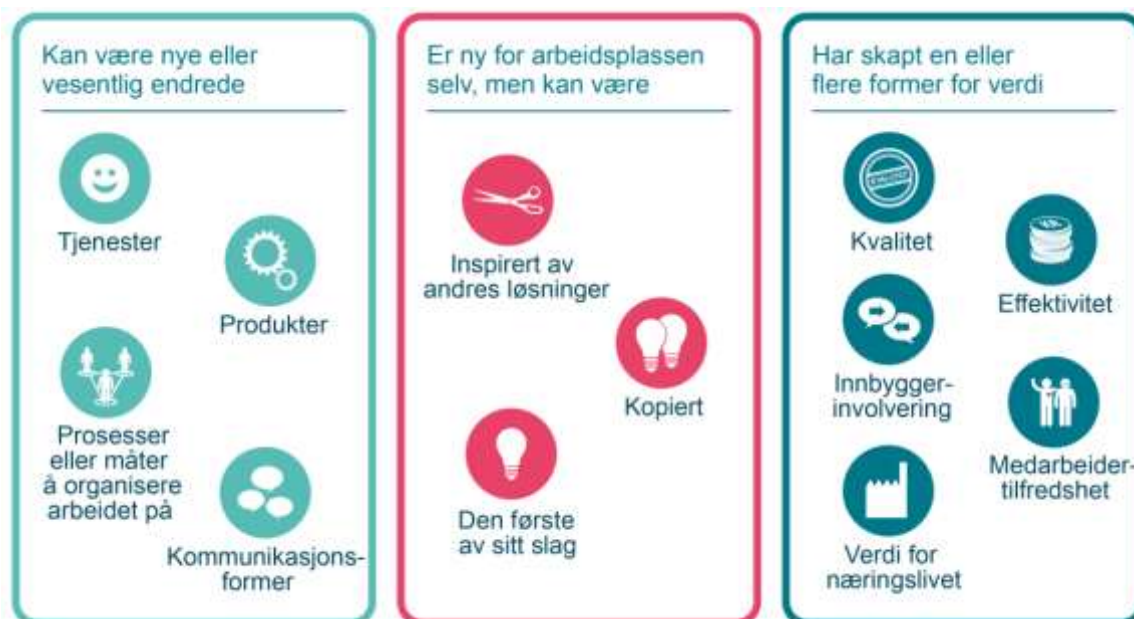 Kan være nye eller
vesentlig endrede
Tjenester
Produkter
Prosesser
eller måter
å organisere
arbeidet på
Kommunikasjons-
former
Er ny for arbeidsplassen
selv, men kan være
Inspirert av
andres løsninger
Kopiert
Den første
av sitt slag
Har skapt en eller
flere former for verdi
Kvalitet
Effektivitet
Innbygger-
involvering
Medarbeider-
tilfredshet
Verdi for
næringslivet